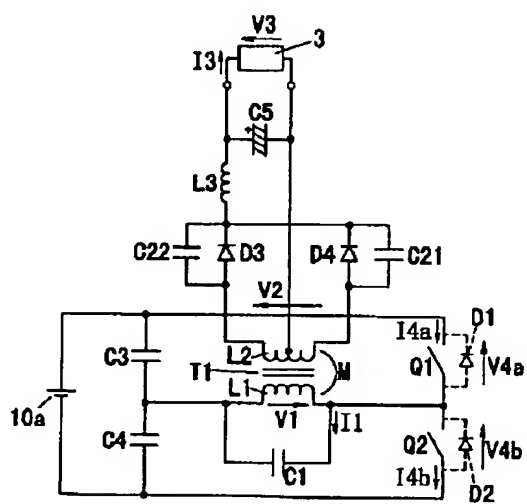 V3
3
I3
+
C5
L3
C22
D3
D4
C21
V2
D1
I4a
C3
L2
T1
M
Q1
V4a
L1
10a
V1
I1
C4
Q2
V4b
C1
I4b
D2